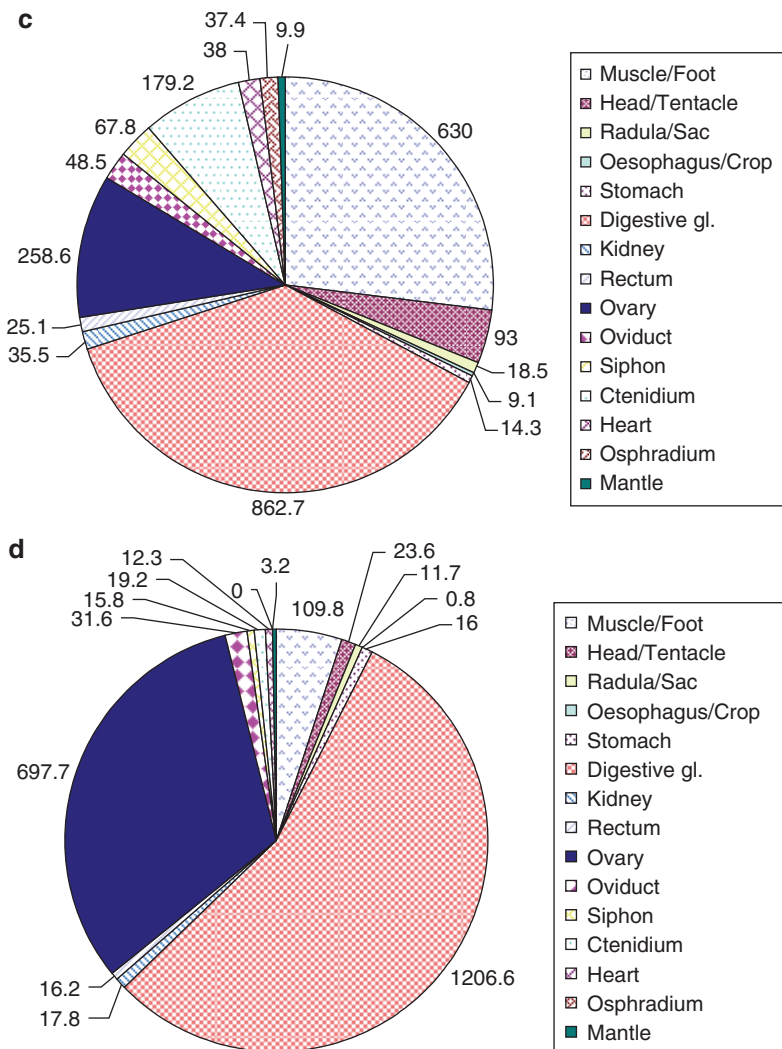 c
37.4
9.9
38
179.2
67.8
48.5
258.6
25.1
35.5
630
93
18.5
9.1
14.3
862.7
Muscle/Foot
Head/Tentacle
Radula/Sac
Oesophagus/Crop
Stomach
Digestive gl.
Kidney
Rectum
Ovary
Oviduct
Siphon
Ctenidium
Heart
Osphradium
Mantle
d
12.3
19.2
15.8
31.6
0
3.2
109.8
23.6
11.7
0.8
16
697.7
16.2
17.8
1206.6
Muscle/Foot
Head/Tentacle
Radula/Sac
Oesophagus/Crop
Stomach
Digestive gl.
Kidney
Rectum
Ovary
Oviduct
Siphon
Ctenidium
Heart
Osphradium
Mantle